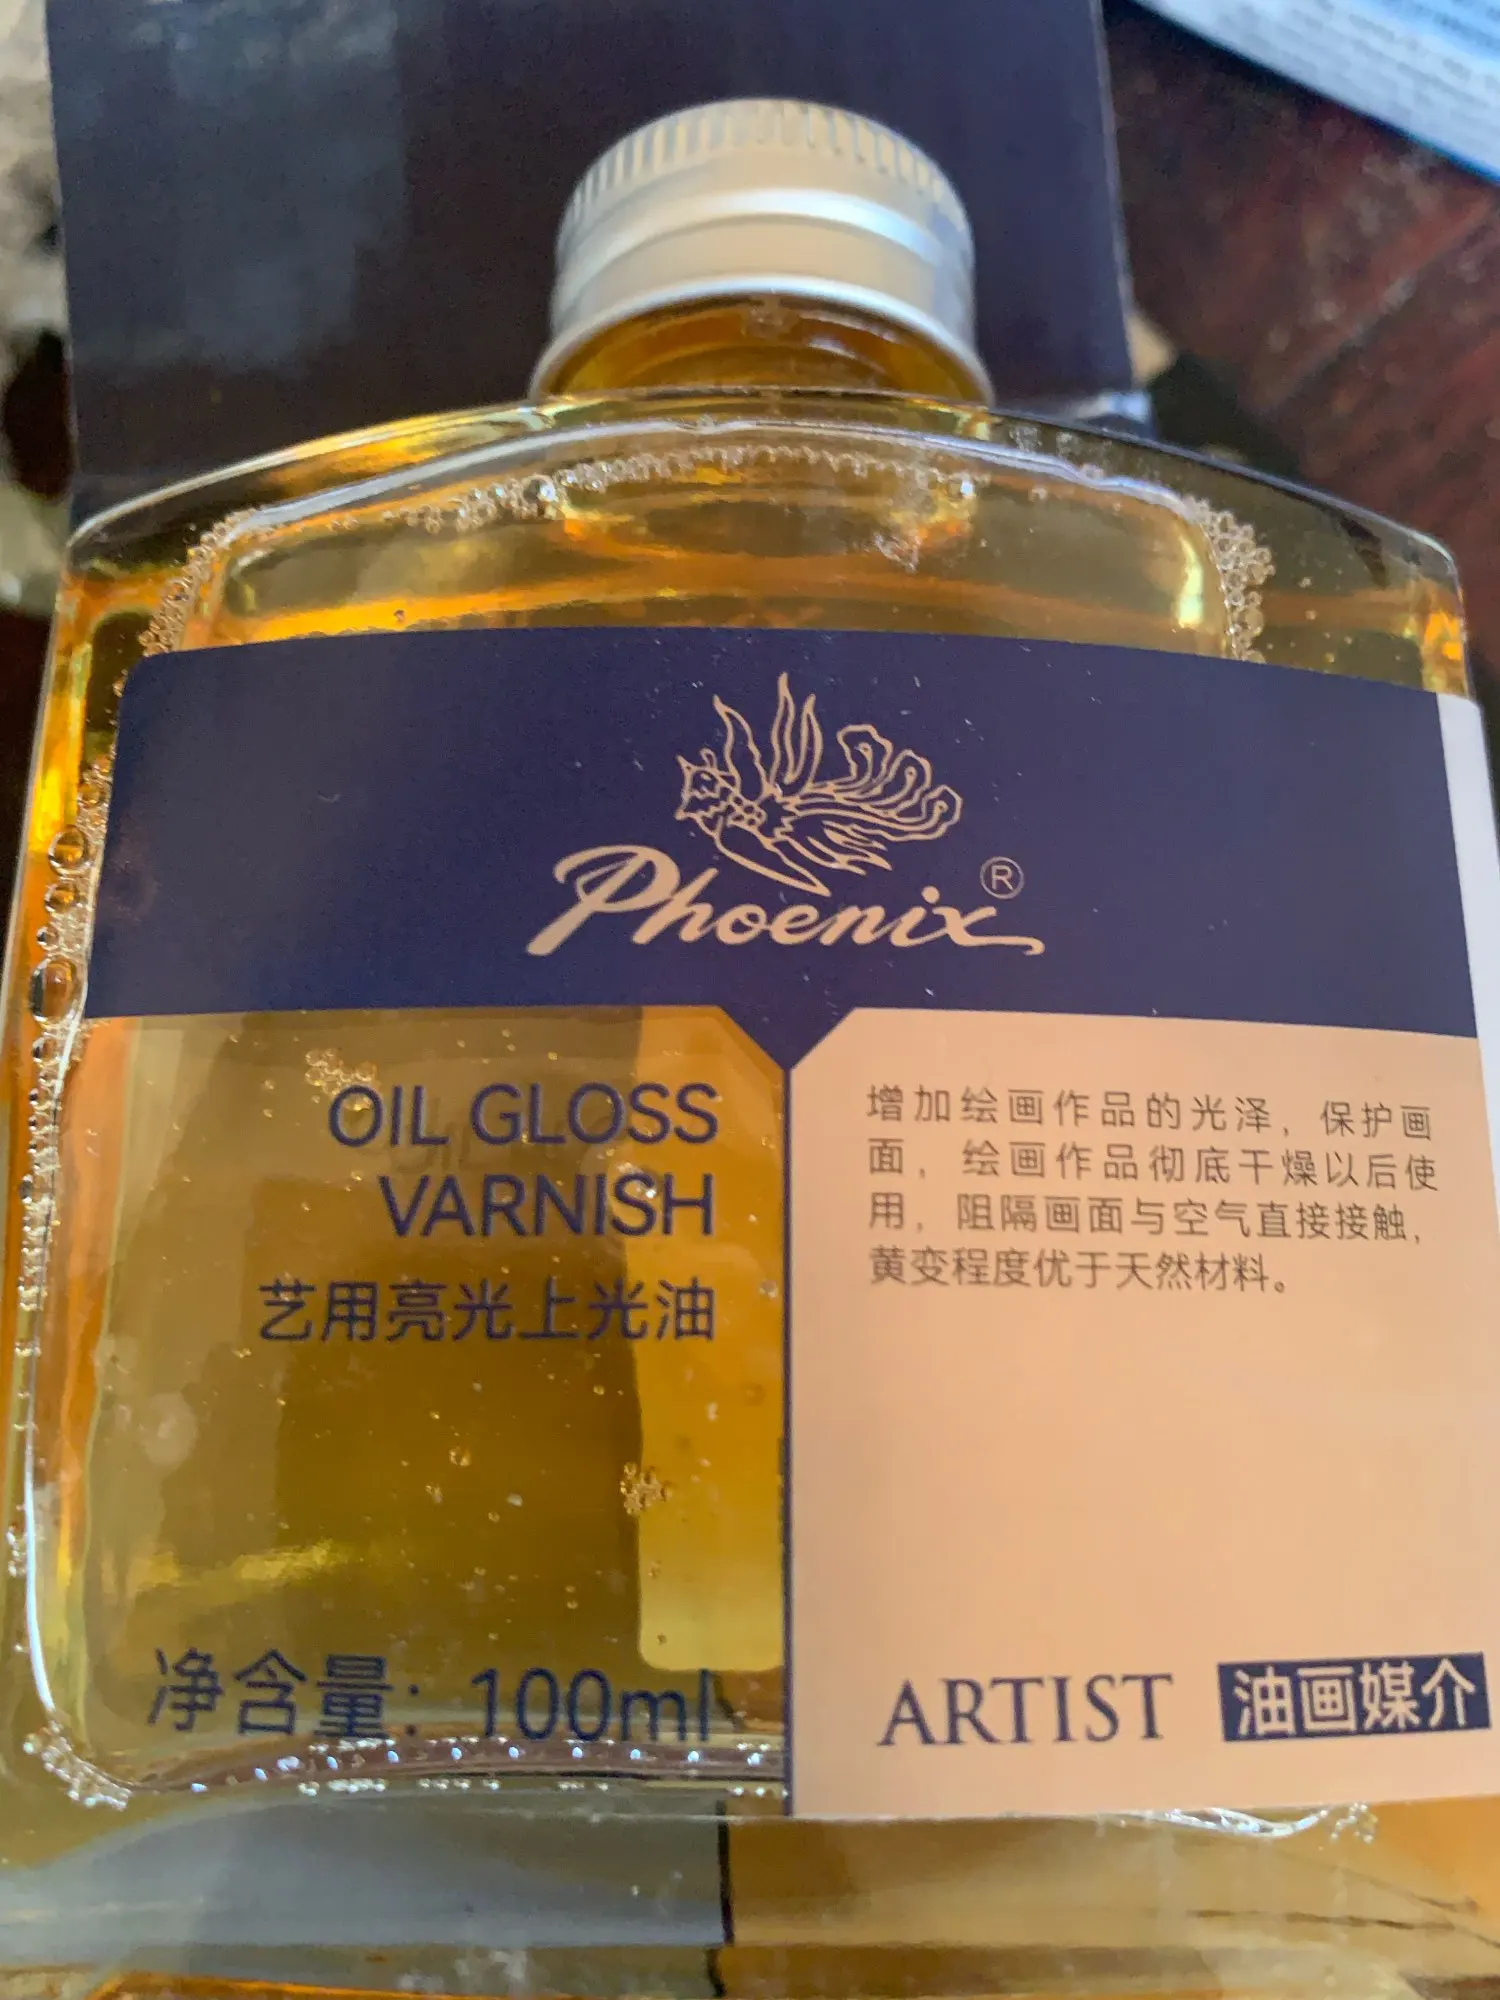 Phoenix®
OIL GLOSS
VARNISH
艺用亮光上光油
净含量：100ml
增加绘画作品的光泽，保护画
面，绘画作品彻底干燥以后使
用，阻隔画面与空气直接接触，
黄变程度优于天然材料。
ARTIST 油画媒介